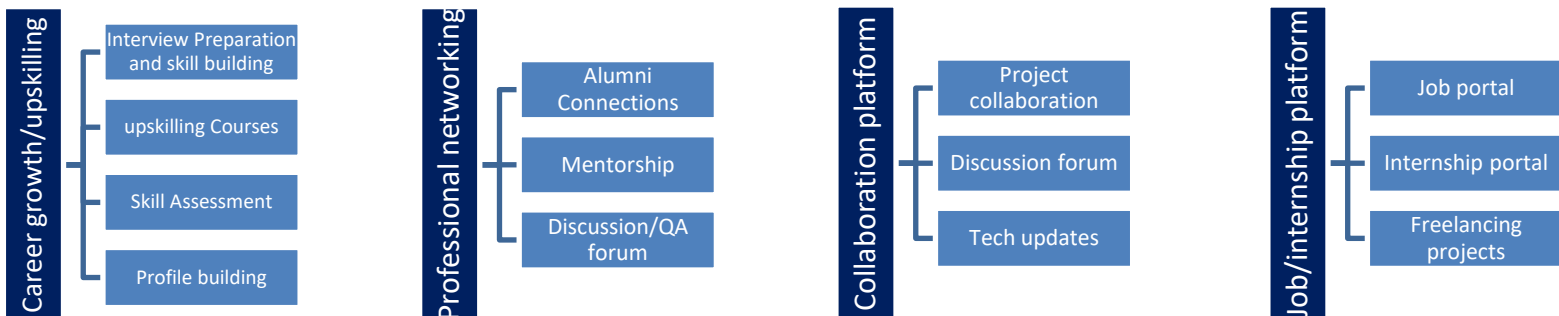 Career growth/upskilling
Interview Preparation
and skill building
upskilling Courses
Skill Assessment
Profile building
Professional networking
Alumni
Connections
Mentorship
Discussion/QA
forum
Collaboration platform
Project
collaboration
Discussion forum
Tech updates
Job/internship platform
Job portal
Internship portal
Freelancing
projects